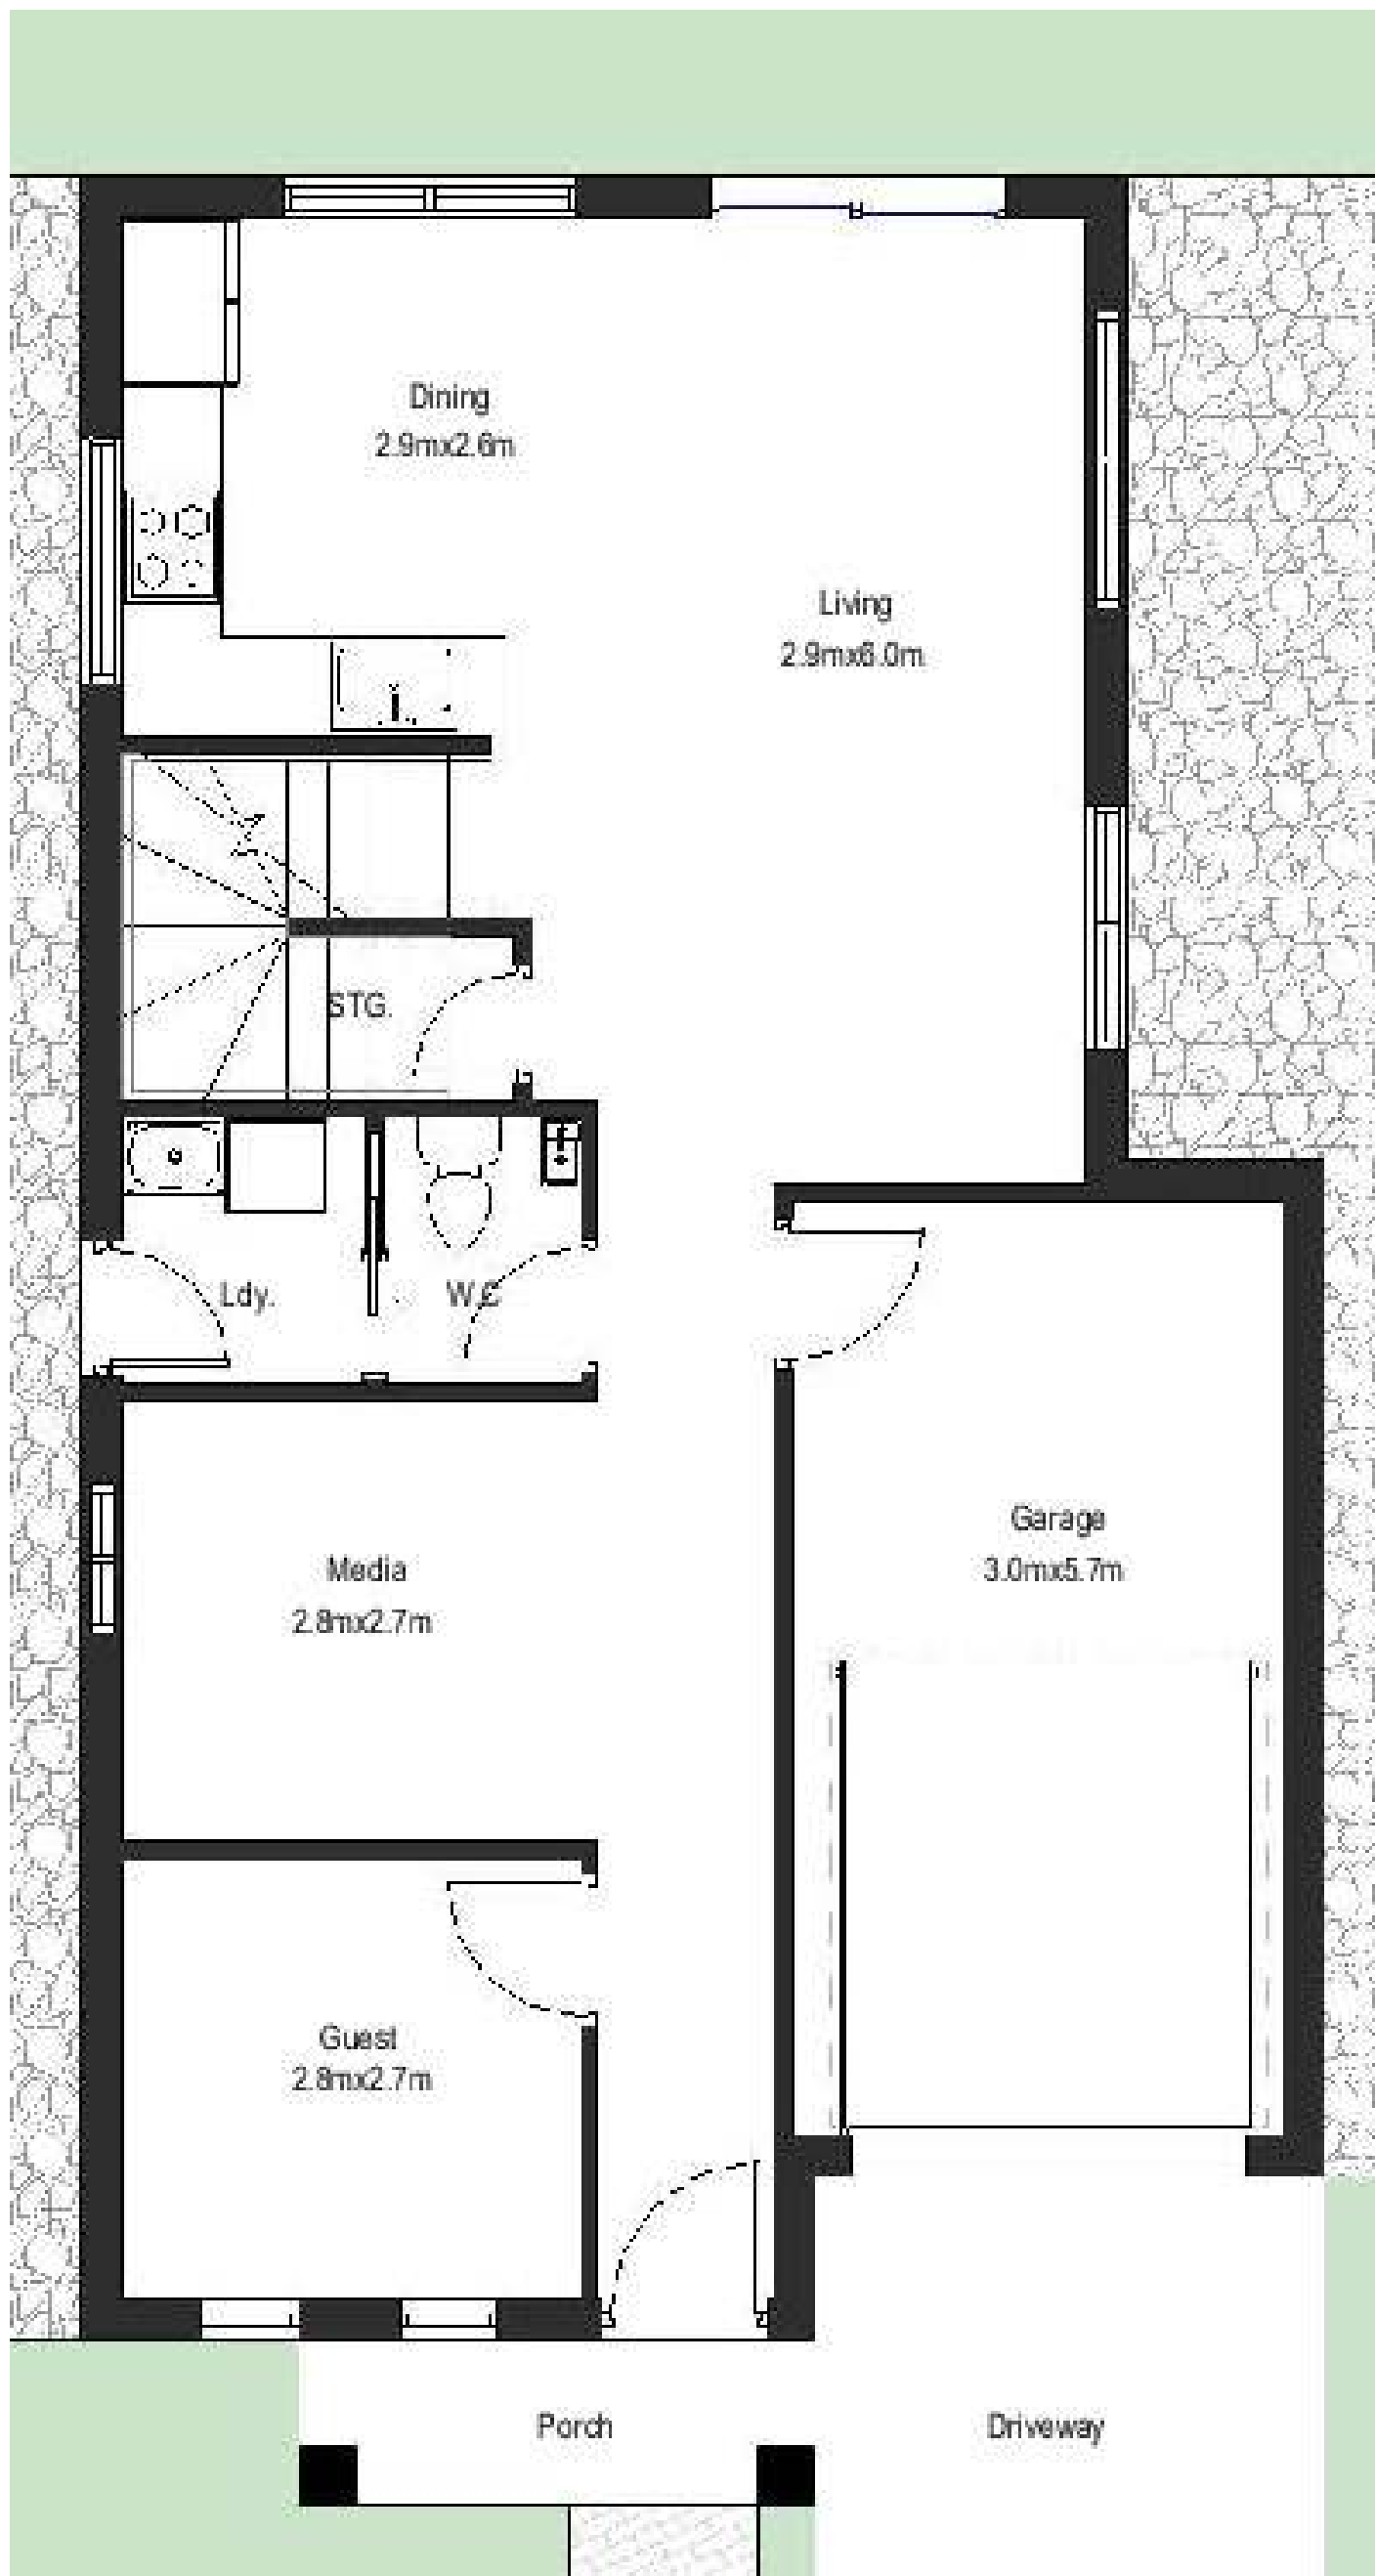 Dining
2.9mx2.6m
Living
2.9mx6.0m
STG.
Ldy.
W.C
Garage
3.0mx5.7m
Media
2.8mx2.7m
Guest
2.8mx2.7m
Porch
Driveway